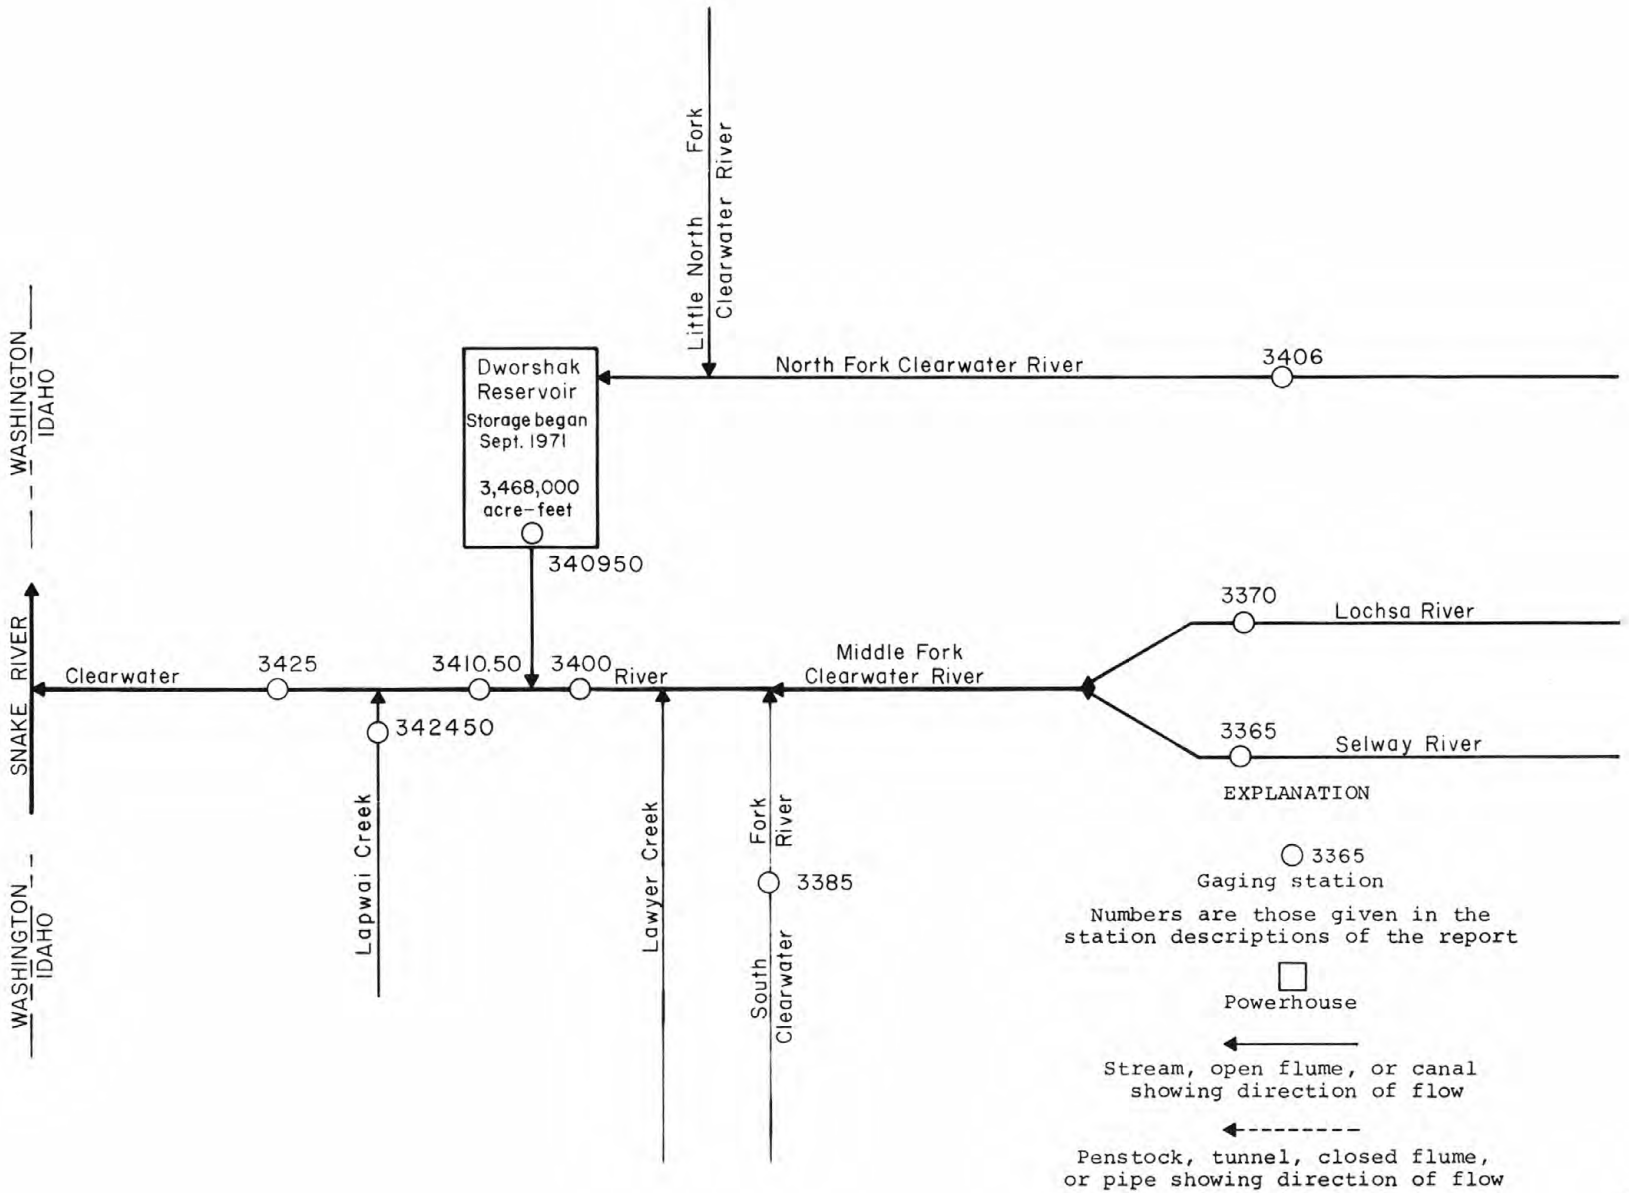 Little North Fork
Clearwater River
North Fork Clearwater River
3406
WASHINGTON
IDAHO
Dworshak
Reservoir
Storage began
Sept. 1971
3,468,000
acre-feet
340950
SNAKE RIVER
Clearwater
3425
3410.50
3400
River
342450
Middle Fork
Clearwater River
3370
Lochsa River
3365
Selway River
WASHINGTON
IDAHO
Lapwai Creek
Lawyer Creek
South Fork
Clearwater River
3385
EXPLANATION
3365
Gaging station
Numbers are those given in the
station descriptions of the report
Powerhouse
Stream, open flume, or canal
showing direction of flow
Penstock, tunnel, closed flume,
or pipe showing direction of flow